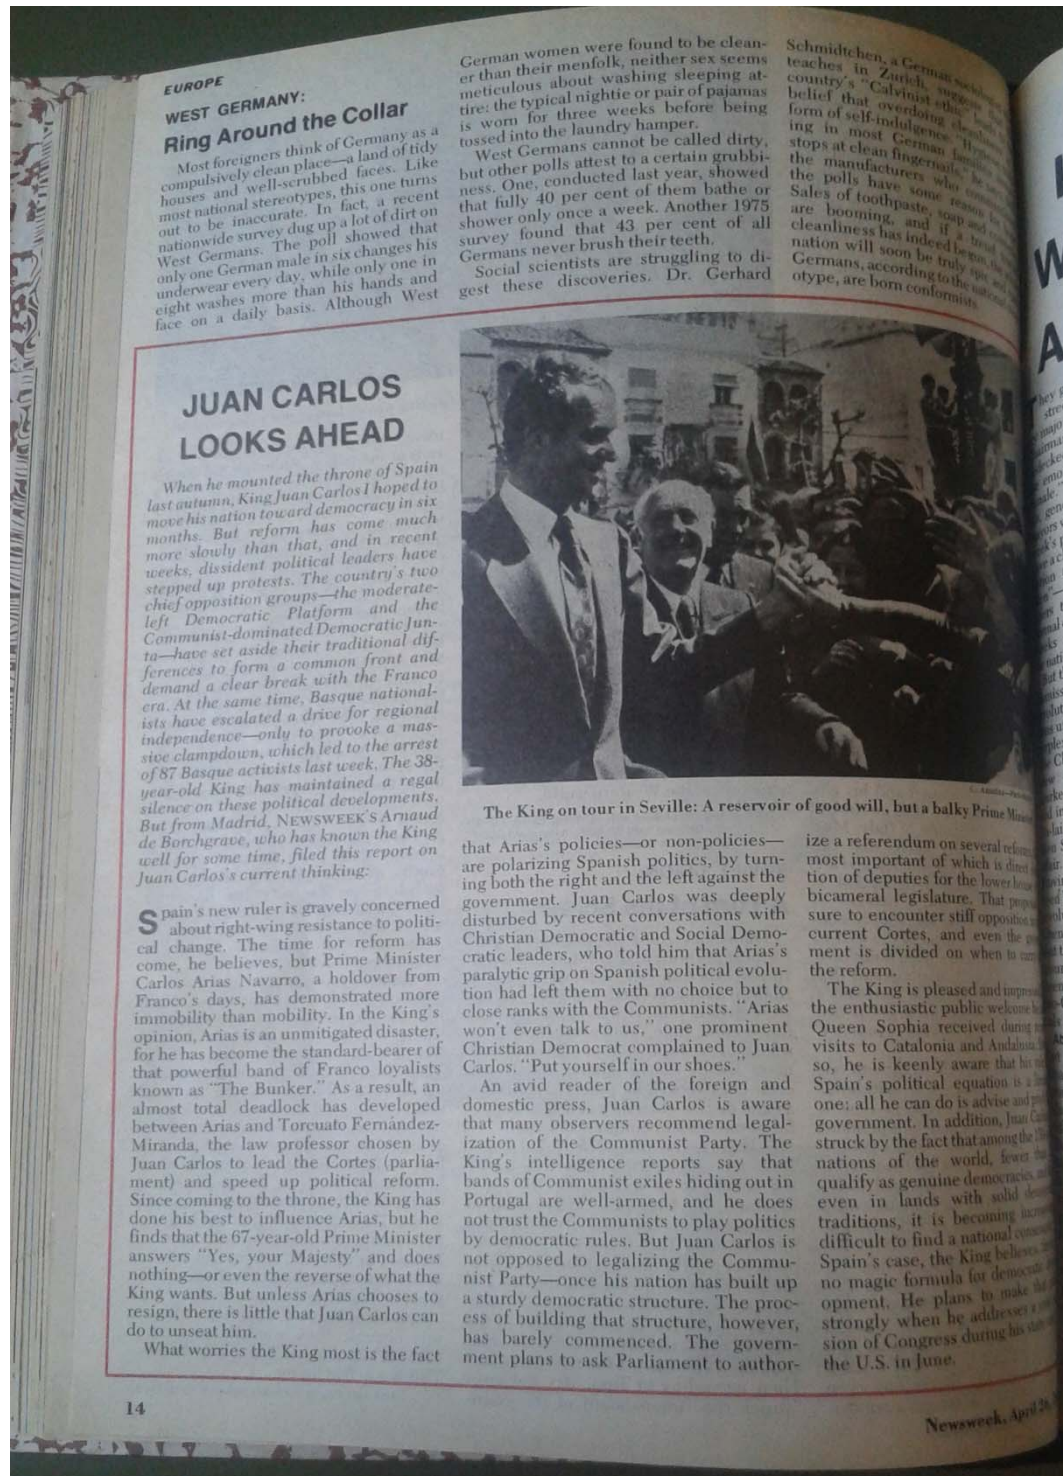 EUROPE
WEST GERMANY:
Ring Around the Collar
Most foreigners think of Germany as a
compulsively clean place—a land of tidy
houses and well-scrubbed faces. Like
most national stereotypes, this one turns
out to be inaccurate. In fact, a recent
nationwide survey dug up a lot of dirt on
West Germans. The poll showed that
only one German male in six changes his
underwear every day, while only one in
eight washes more than his hands and
face on a daily basis. Although West
German women were found to be clean-
er than their menfolk, neither sex seems
meticulous about washing sleeping at-
tire: the typical nightie or pair of pajamas
is worn for three weeks before being
tossed into the laundry hamper.
West Germans cannot be called dirty,
but other polls attest to a certain grubbi-
ness. One, conducted last year, showed
that fully 40 per cent of them bathe or
shower only once a week. Another 1975
survey found that 43 per cent of all
Germans never brush their teeth.
Social scientists are struggling to di-
gest these discoveries. Dr. Gerhard
Schmidtchen, a German
teaches in Zurich,
country's "Calvinist
belief that overdoing
form of self-indulgence.
ing in most German
stops at clean fingernails,"
the manufacturers who
the polls have some reason
Sales of toothpaste, soap and
are booming, and if a trend
cleanliness has indeed begun, the
nation will soon be truly
Germans, according to the national
otype, are born conformists.
JUAN CARLOS
LOOKS AHEAD
When he mounted the throne of Spain
last autumn, King Juan Carlos I hoped to
move his nation toward democracy in six
months. But reform has come much
more slowly than that, and in recent
weeks, dissident political leaders have
stepped up protests. The country's two
chief opposition groups—the moderate-
left Democratic Platform and the
Communist-dominated Democratic Jun-
ta—have set aside their traditional dif-
ferences to form a common front and
demand a clear break with the Franco
era. At the same time, Basque national-
ists have escalated a drive for regional
independence—only to provoke a mas-
sive clampdown, which led to the arrest
of 87 Basque activists last week. The 38-
year-old King has maintained a regal
silence on these political developments.
But from Madrid, NEWSWEEK'S Arnaud
de Borchgrave, who has known the King
well for some time, filed this report on
Juan Carlos's current thinking:
Spain's new ruler is gravely concerned
about right-wing resistance to politi-
cal change. The time for reform has
come, he believes, but Prime Minister
Carlos Arias Navarro, a holdover from
Franco's days, has demonstrated more
immobility than mobility. In the King's
opinion, Arias is an unmitigated disaster,
for he has become the standard-bearer of
that powerful band of Franco loyalists
known as "The Bunker." As a result, an
almost total deadlock has developed
between Arias and Torcuato Fernández-
Miranda, the law professor chosen by
Juan Carlos to lead the Cortes (parlia-
ment) and speed up political reform.
Since coming to the throne, the King has
done his best to influence Arias, but he
finds that the 67-year-old Prime Minister
answers "Yes, your Majesty" and does
nothing—or even the reverse of what the
King wants. But unless Arias chooses to
resign, there is little that Juan Carlos can
do to unseat him.
What worries the King most is the fact
The King on tour in Seville: A reservoir of good will, but a balky Prime
that Arias's policies—or non-policies—
are polarizing Spanish politics, by turn-
ing both the right and the left against the
government. Juan Carlos was deeply
disturbed by recent conversations with
Christian Democratic and Social Demo-
cratic leaders, who told him that Arias's
paralytic grip on Spanish political evolu-
tion had left them with no choice but to
close ranks with the Communists. "Arias
won't even talk to us," one prominent
Christian Democrat complained to Juan
Carlos. "Put yourself in our shoes."
An avid reader of the foreign and
domestic press, Juan Carlos is aware
that many observers recommend legal-
ization of the Communist Party. The
King's intelligence reports say that
bands of Communist exiles hiding out in
Portugal are well-armed, and he does
not trust the Communists to play politics
by democratic rules. But Juan Carlos is
not opposed to legalizing the Commu-
nist Party—once his nation has built up
a sturdy democratic structure. The proc-
ess of building that structure, however,
has barely commenced. The govern-
ment plans to ask Parliament to author-
ize a referendum on several
most important of which is direct
tion of deputies for the lower house
bicameral legislature. That
sure to encounter stiff opposition
current Cortes, and even the
ment is divided on when to
the reform.
The King is pleased and
the enthusiastic public welcome
Queen Sophia received during
visits to Catalonia and Andalusia.
so, he is keenly aware that his
Spain's political equation is a
one: all he can do is advise and
government. In addition, Juan
struck by the fact that among the
nations of the world, fewer
qualify as genuine democracies,
even in lands with solid
traditions, it is becoming
difficult to find a national
Spain's case, the King believes,
no magic formula for democratic
opment. He plans to make
strongly when he addresses a
sion of Congress during his
the U.S. in June.
14
Newsweek, April 26,